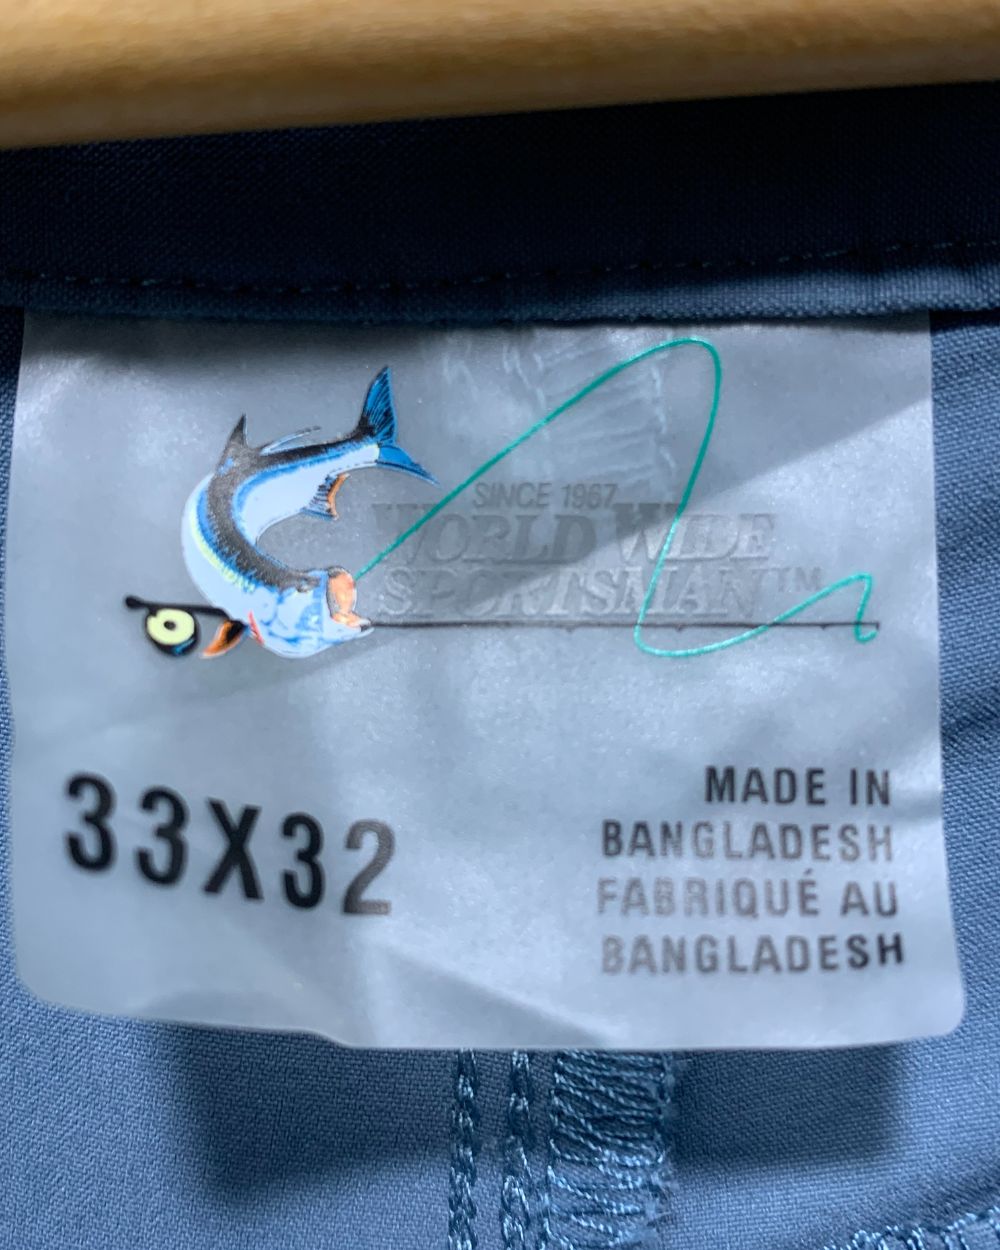 SINCE 1967
WORLD WIDE
SPORTSMAN™
33X32
MADE IN
BANGLADESH
FABRIQUÉ AU
BANGLADESH